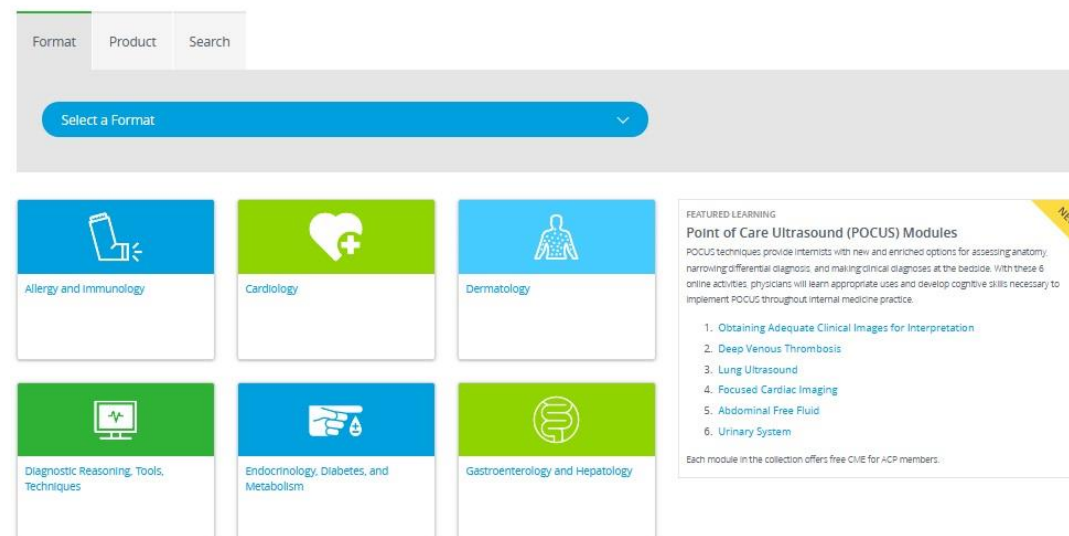 Format
Product
Search
Select a Format
Allergy and Immunology
Cardiology
Dermatology
Diagnostic Reasoning, Tools,
Techniques
Endocrinology, Diabetes, and
Metabolism
Gastroenterology and Hepatology
FEATURED LEARNING
Point of Care Ultrasound (POCUS) Modules
POCUS techniques provide internists with new and enriched options for assessing anatomy,
narrowing differential diagnosis, and making clinical diagnoses at the bedside. With these 6
online activities, physicians will learn appropriate uses and develop cognitive skills necessary to
implement POCUS throughout internal medicine practice.
1. Obtaining Adequate Clinical Images for Interpretation
2. Deep Venous Thrombosis
3. Lung Ultrasound
4. Focused Cardiac Imaging
5. Abdominal Free Fluid
6. Urinary System
Each module in the collection offers free CME for ACP members.